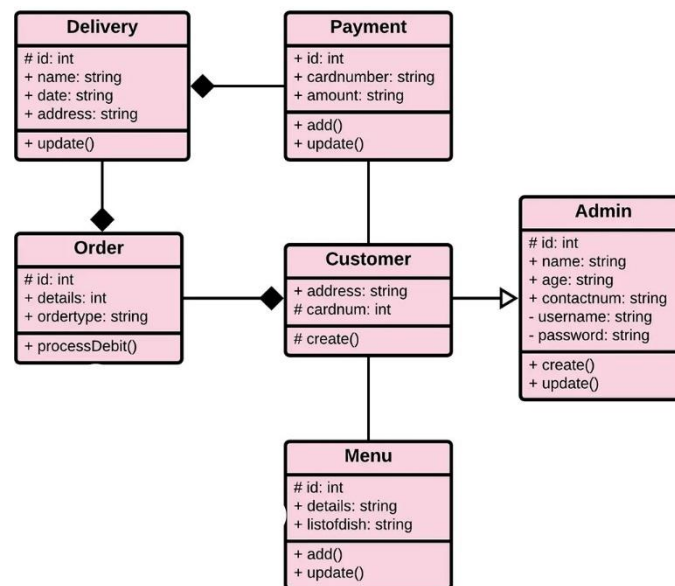 Delivery
# id: int
+ name: string
+ date: string
+ address: string
+ update()
Payment
+ id: int
+ cardnumber: string
+ amount: string
+ add()
+ update()
Order
# id: int
+ details: int
+ ordertype: string
+ processDebit()
Customer
+ address: string
# cardnum: int
# create()
Admin
# id: int
+ name: string
+ age: string
+ contactnum: string
- username: string
- password: string
+ create()
+ update()
Menu
# id: int
+ details: string
+ listofdish: string
+ add()
+ update()